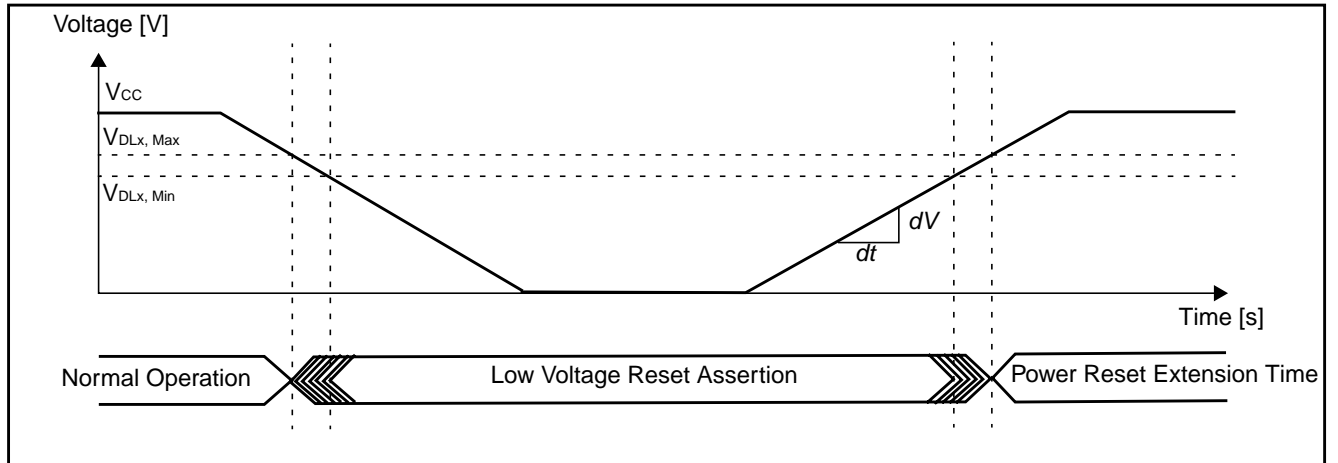 Voltage [V]
VCC
VDLx, Max
VDLx, Min
dV
dt
Time [s]
Normal Operation
Low Voltage Reset Assertion
Power Reset Extension Time